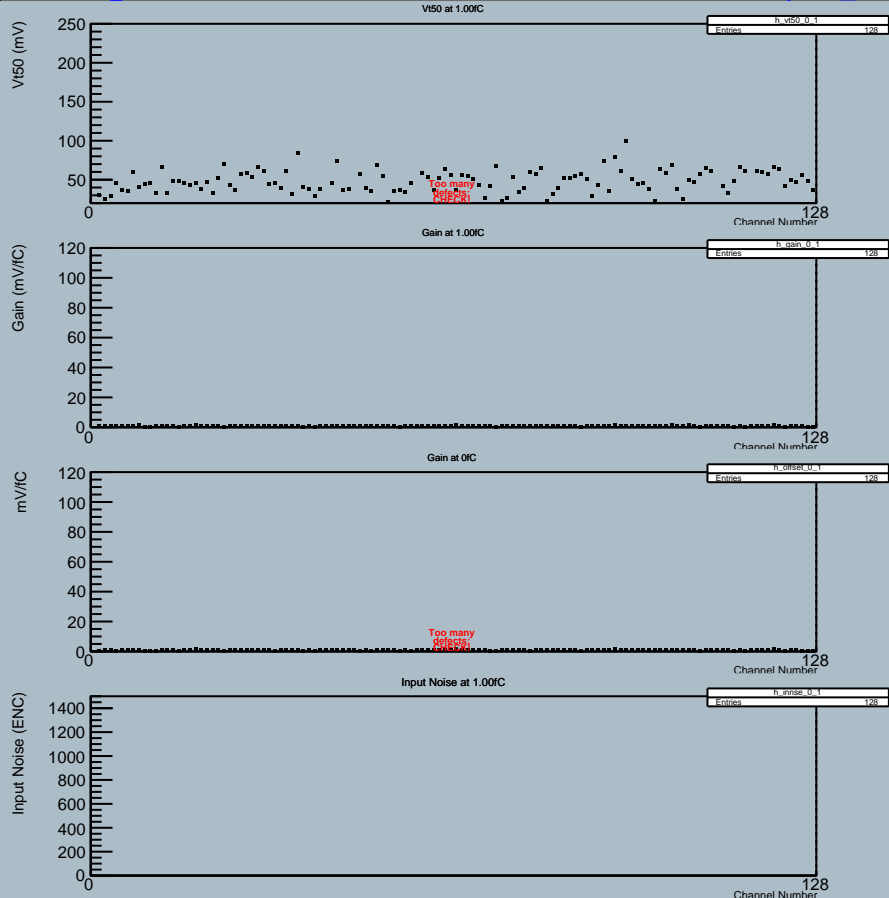 Vt50 at 1.00fC
h_vt50_0_1
Entries 128
Vt50 (mV)
250
200
150
100
50
Too many
defects:
CHECK!
0
128
Channel Number
Gain at 1.00fC
h_gain_0_1
Entries 128
Gain (mV/fC)
120
100
80
60
40
20
0
0
128
Channel Number
Gain at 0fC
h_offset_0_1
Entries 128
mV/fC
120
100
80
60
40
20
Too many
defects:
CHECK!
0
0
128
Channel Number
Input Noise at 1.00fC
h_innse_0_1
Entries 128
Input Noise (ENC)
1400
1200
1000
800
600
400
200
0
0
128
Channel Number